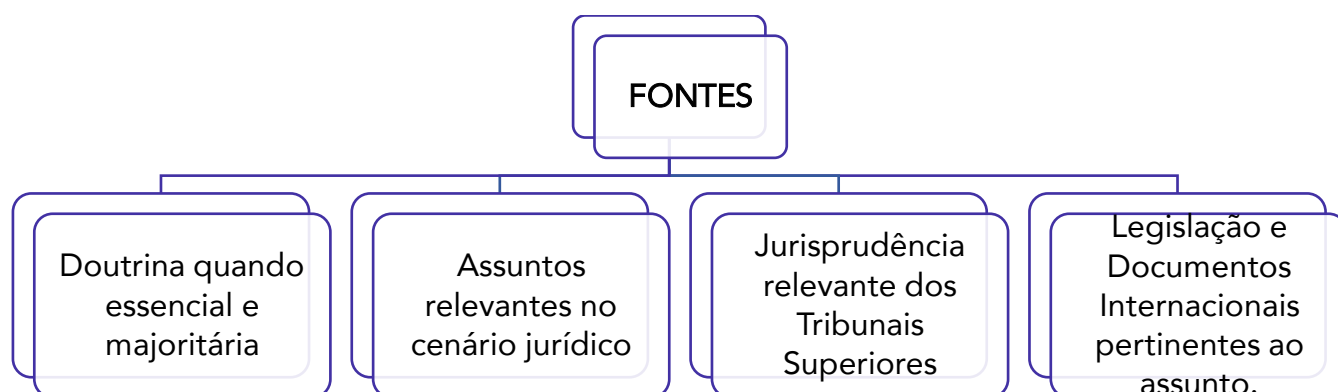 FONTES
Doutrina quando
essencial e
majoritária
Assuntos
relevantes no
cenário jurídico
Jurisprudência
relevante dos
Tribunais
Superiores
Legislação e
Documentos
Internacionais
pertinentes ao
assunto.